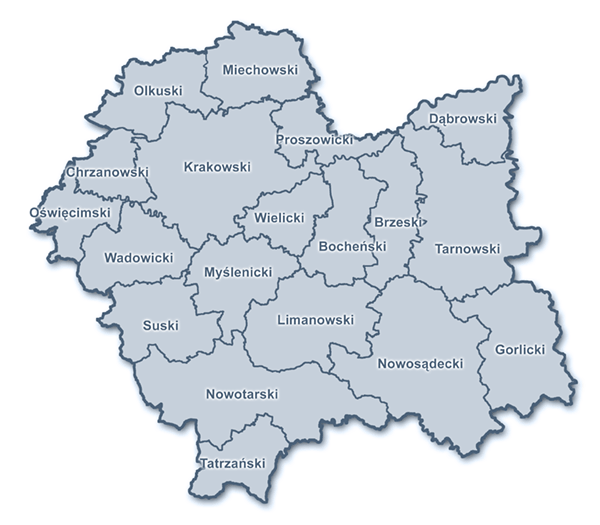 Miechowski
Olkuski
Dąbrowski
Proszowicki
Krakowski
Chrzanowski
Oświęcimski
Wielicki
Brzeski
Bocheński
Tarnowski
Wadowicki
Myślenicki
Limanowski
Suski
Gorlicki
Nowosądecki
Nowotarski
Tatrzański